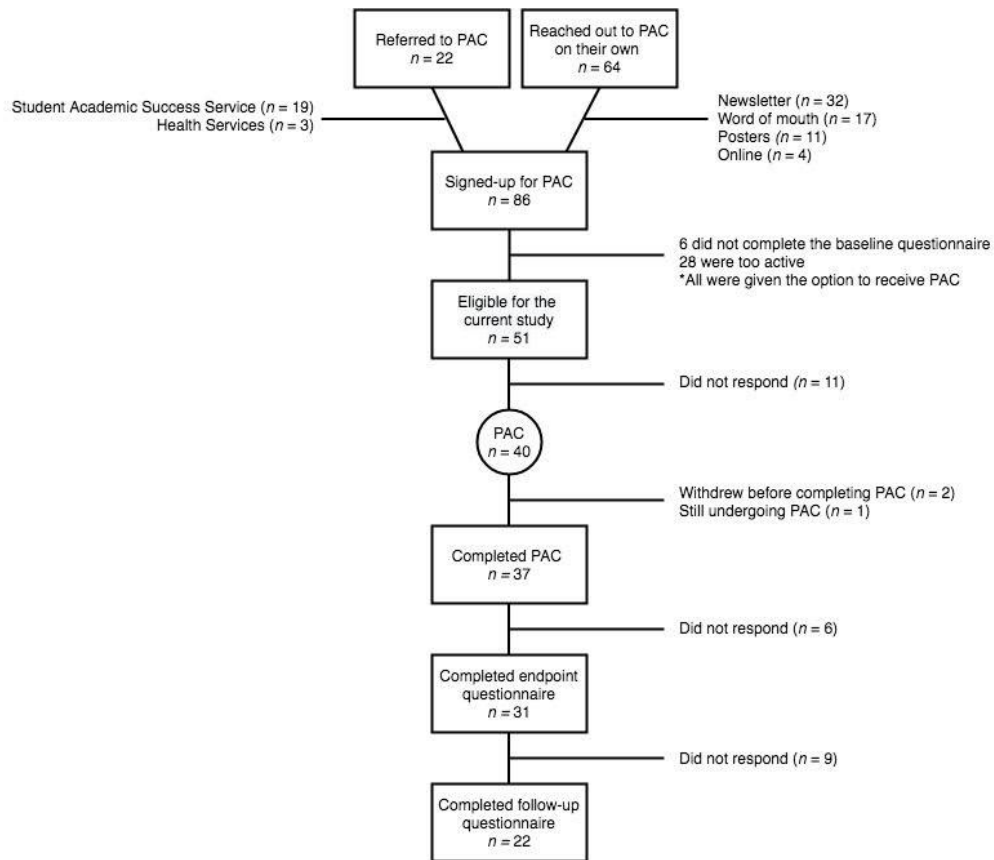 Referred to PAC
n = 22
Reached out to PAC
on their own
n = 64
Student Academic Success Service (n = 19)
Health Services (n = 3)
Newsletter (n = 32)
Word of mouth (n = 17)
Posters (n = 11)
Online (n = 4)
Signed-up for PAC
n = 86
6 did not complete the baseline questionnaire
28 were too active
*All were given the option to receive PAC
Eligible for the
current study
n = 51
Did not respond (n = 11)
PAC
n = 40
Withdrew before completing PAC (n = 2)
Still undergoing PAC (n = 1)
Completed PAC
n = 37
Did not respond (n = 6)
Completed endpoint
questionnaire
n = 31
Did not respond (n = 9)
Completed follow-up
questionnaire
n = 22